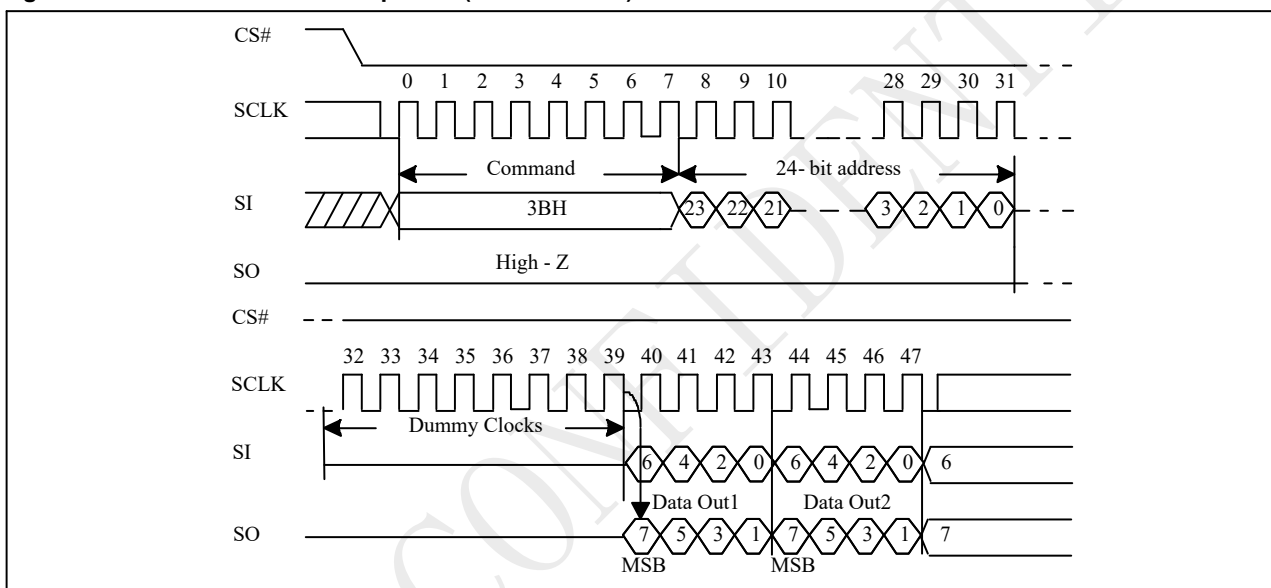 CS#
0 1 2 3 4 5 6 7 8 9 10 28 29 30 31
SCLK
Command 24- bit address
SI
3BH 23 22 21 3 2 1 0
High - Z
SO
CS#
32 33 34 35 36 37 38 39 40 41 42 43 44 45 46 47
SCLK
Dummy Clocks
SI
6 4 2 0 6 4 2 0 6
Data Out1 Data Out2
SO
7 5 3 1 7 5 3 1 7
MSB MSB